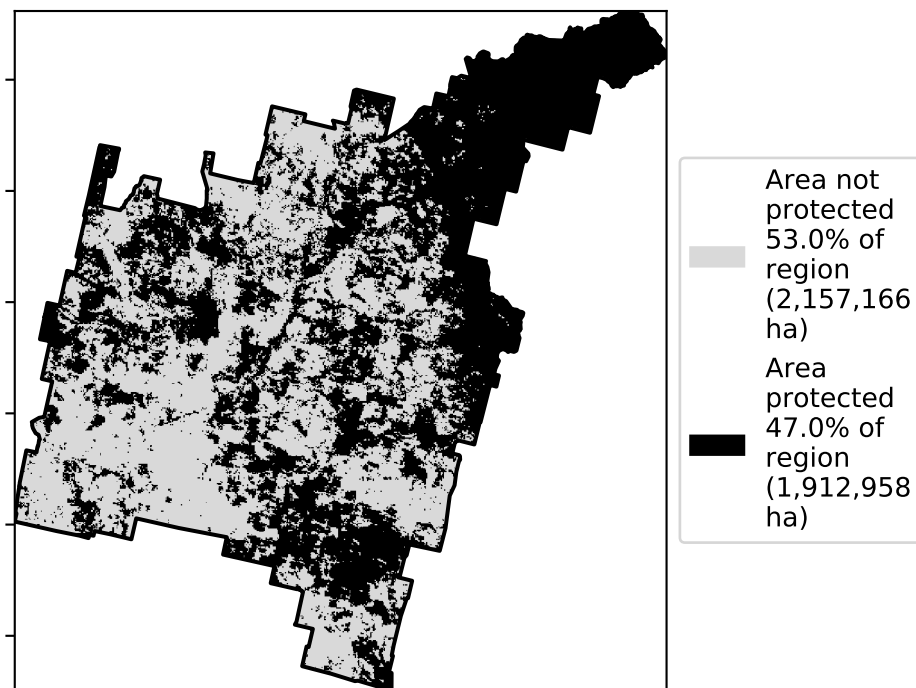 Area not
protected
53.0% of
region
(2,157,166
ha)
Area
protected
47.0% of
region
(1,912,958
ha)